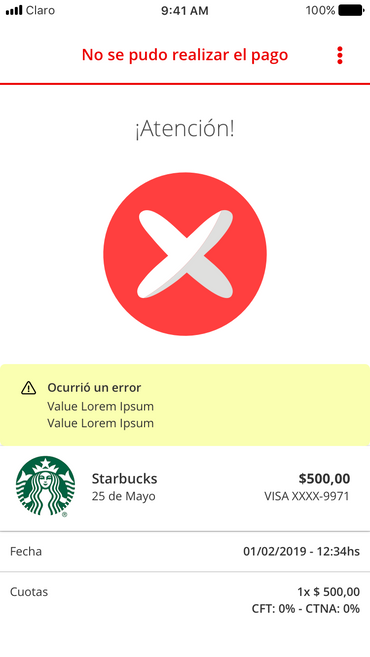 Claro 9:41 AM 100%
No se pudo realizar el pago
¡Atención!
Ocurrió un error
Value Lorem Ipsum
Value Lorem Ipsum
Starbucks $500,00
25 de Mayo VISA XXXX-9971
Fecha 01/02/2019 - 12:34hs
Cuotas 1x $ 500,00
CFT: 0% - CTNA: 0%